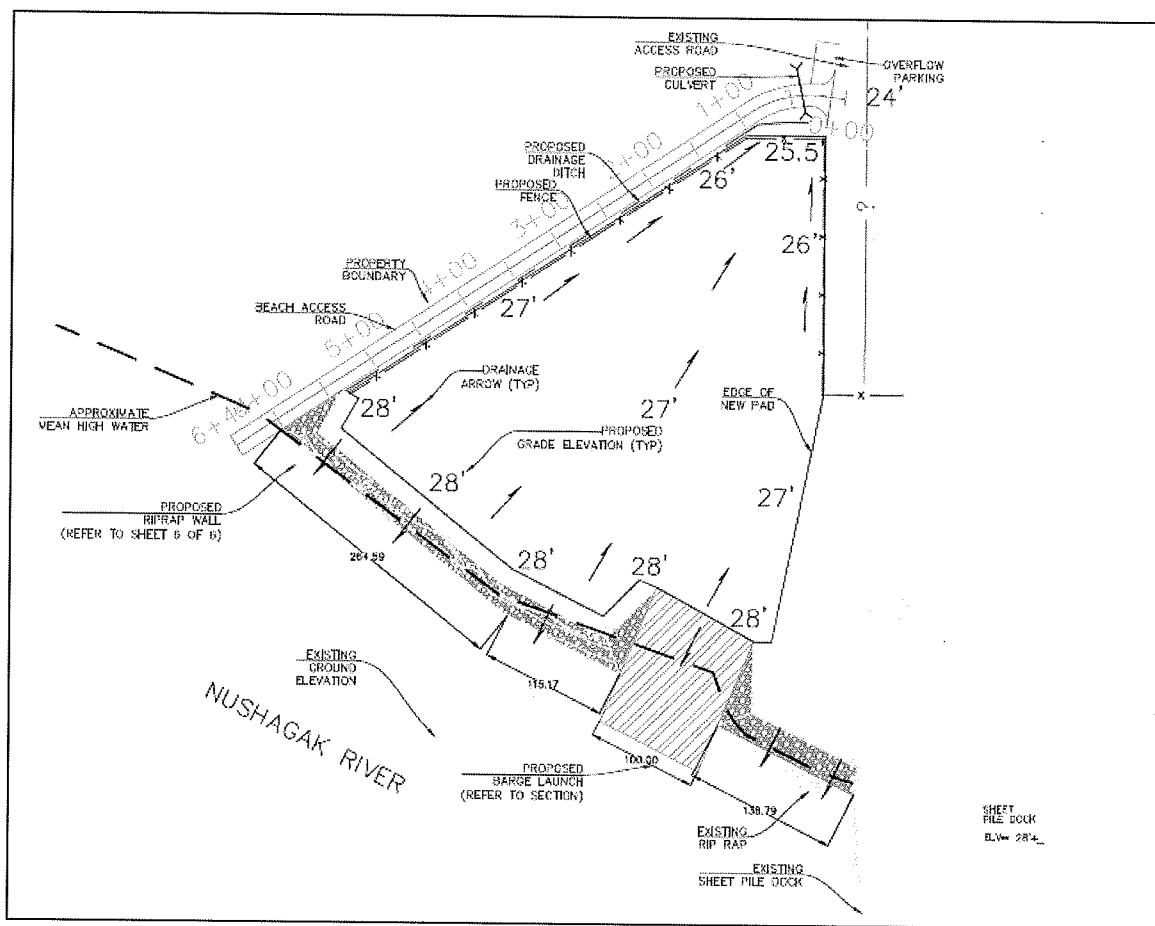 EXISTING
ACCESS ROAD
OVERFLOW
PARKING
PROPOSED
CULVERT
24'
1+00
0+00
25.5
PROPOSED
DRAINAGE
DITCH
2+00
26'
PROPOSED
FENCE
3+00
?
26'
PROPERTY
BOUNDARY
4+00
27'
BEACH ACCESS
ROAD
5+00
DRAINAGE
ARROW (TYP)
EDGE OF
NEW PAD
APPROXIMATE
MEAN HIGH WATER
28'
27'
PROPOSED
GRADE ELEVATION (TYP)
28'
27'
PROPOSED
RIPRAP WALL
(REFER TO SHEET 6 OF 6)
264.59
28'
28'
28'
EXISTING
GROUND
ELEVATION
115.17
NUSHAGAK RIVER
100.00
PROPOSED
BARGE LAUNCH
(REFER TO SECTION)
138.79
EXISTING
RIP RAP
SHEET
PILE DOCK
EXISTING
SHEET PILE DOCK